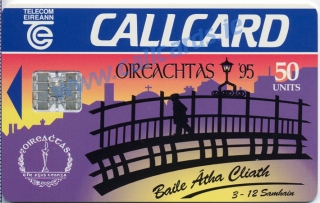 TELECOM
EIREANN
CALLCARD
OIREACHTAS '95
50
UNITS
OIREACHTAS
Baile Átha Cliath
3 - 12 Samhain